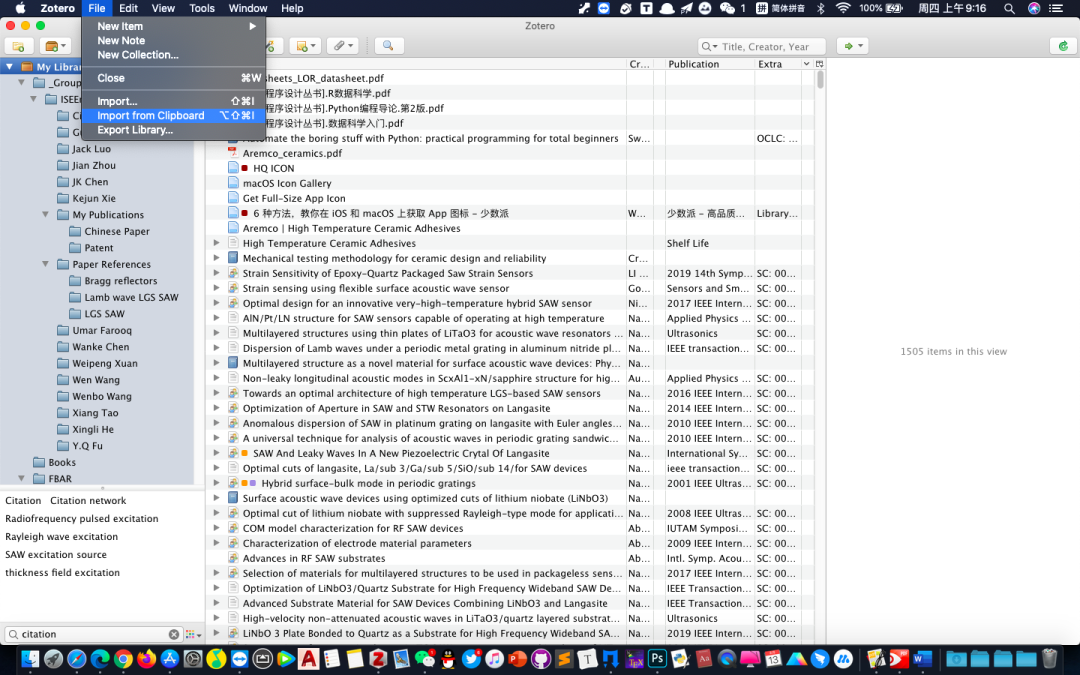 Zotero File Edit View Tools Window Help 1 拼 简体拼音 100% 周四 上午9:16
Zotero
New Item
New Note
New Collection...
Close ⌘W
Import... ⇧⌘I
Import from Clipboard ⌥⇧⌘I
Export Library...
Title, Creator, Year
My Librar
_Group
ISEEn
Jack Luo
Jian Zhou
JK Chen
Kejun Xie
My Publications
Chinese Paper
Patent
Paper References
Bragg reflectors
Lamb wave LGS SAW
LGS SAW
Umar Farooq
Wanke Chen
Weipeng Xuan
Wen Wang
Wenbo Wang
Xiang Tao
Xingli He
Y.Q Fu
Books
FBAR
Citation Citation network
Radiofrequency pulsed excitation
Rayleigh wave excitation
SAW excitation source
thickness field excitation
citation
Cr... Publication Extra
sheets_LOR_datasheet.pdf
程序设计丛书].R数据科学.pdf
程序设计丛书].Python编程导论.第2版.pdf
程序设计丛书].数据科学入门.pdf
Automate the boring stuff with Python: practical programming for total beginners Sw... OCLC: ...
Aremco_ceramics.pdf
HQ ICON
macOS Icon Gallery
Get Full-Size App Icon
6 种方法，教你在 iOS 和 macOS 上获取 App 图标 - 少数派 W... 少数派 - 高品质... Library...
Aremco | High Temperature Ceramic Adhesives
High Temperature Ceramic Adhesives Shelf Life
Mechanical testing methodology for ceramic design and reliability Cr...
Strain Sensitivity of Epoxy-Quartz Packaged Saw Strain Sensors LI ... 2019 14th Symp... SC: 00...
Strain sensing using flexible surface acoustic wave sensor Go... Sensors and Sm... SC: 00...
Optimal design for an innovative very-high-temperature hybrid SAW sensor Ni... 2017 IEEE Intern... SC: 00...
AlN/Pt/LN structure for SAW sensors capable of operating at high temperature Na... Applied Physics ... SC: 00...
Multilayered structures using thin plates of LiTaO3 for acoustic wave resonators ... Na... Ultrasonics SC: 00...
Dispersion of Lamb waves under a periodic metal grating in aluminum nitride pl... Na... IEEE transaction... SC: 00...
Multilayered structure as a novel material for surface acoustic wave devices: Phy... Na...
Non-leaky longitudinal acoustic modes in ScxAl1-xN/sapphire structure for hig... Au... Applied Physics ... SC: 00...
Towards an optimal architecture of high temperature LGS-based SAW sensors Na... 2016 IEEE Intern... SC: 00...
Optimization of Aperture in SAW and STW Resonators on Langasite Na... 2014 IEEE Intern... SC: 00...
Anomalous dispersion of SAW in platinum grating on langasite with Euler angles... Na... 2010 IEEE Intern... SC: 00...
A universal technique for analysis of acoustic waves in periodic grating sandwic... Na... 2010 IEEE Intern... SC: 00...
SAW And Leaky Waves In A New Piezoelectric Crytal Of Langasite Na... International Sy... SC: 00...
Optimal cuts of langasite, La/sub 3/Ga/sub 5/SiO/sub 14/for SAW devices Na... ieee transaction... SC: 00...
Hybrid surface-bulk mode in periodic gratings Na... 2001 IEEE Ultras... SC: 00...
Surface acoustic wave devices using optimized cuts of lithium niobate (LiNbO3) Na...
Optimal cut of lithium niobate with suppressed Rayleigh-type mode for applicati... Na... 2008 IEEE Ultras... SC: 00...
COM model characterization for RF SAW devices Ab... IUTAM Symposi... SC: 00...
Characterization of electrode material parameters Ab... 2009 IEEE Intern... SC: 00...
Advances in RF SAW substrates Ab... Intl. Symp. Acou... SC: 00...
Selection of materials for multilayered structures to be used in packageless sens... Na... 2017 IEEE Intern... SC: 00...
Optimization of LiNbO3/Quartz Substrate for High Frequency Wideband SAW De... Na... IEEE Transaction... SC: 00...
Advanced Substrate Material for SAW Devices Combining LiNbO3 and Langasite Na... IEEE Transaction... SC: 00...
High-velocity non-attenuated acoustic waves in LiTaO3/quartz layered substrat... Na... Ultrasonics SC: 00...
LiNbO 3 Plate Bonded to Quartz as a Substrate for High Frequency Wideband SA... Na... 2019 IEEE Intern... SC: 00...
1505 items in this view